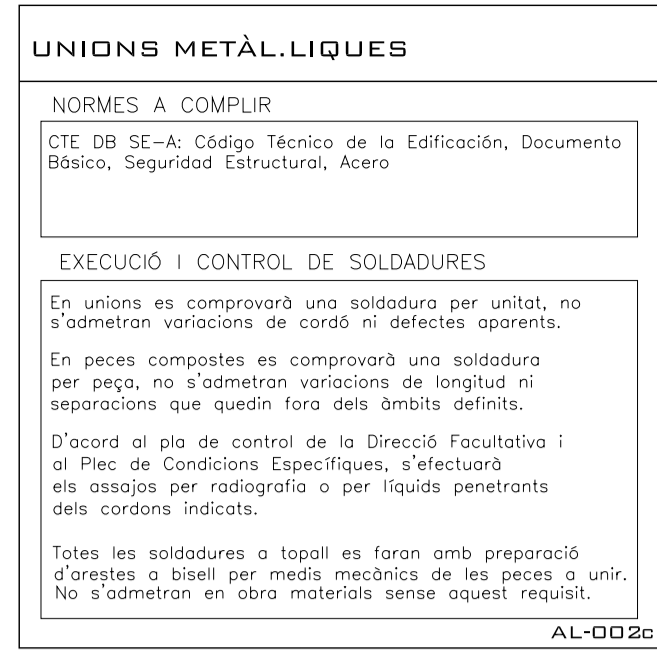 UNIONS METÀL.LIQUES
NORMES A COMPLIR
CTE DB SE-A: Código Técnico de la Edificación, Documento
Básico, Seguridad Estructural, Acero
EXECUCIÓ I CONTROL DE SOLDADURES
En unions es comprovarà una soldadura per unitat, no
s'admetran variacions de cordó ni defectes aparents.
En peces compostes es comprovarà una soldadura
per peça, no s'admetran variacions de longitud ni
separacions que quedin fora dels àmbits definits.
D'acord al pla de control de la Direcció Facultativa i
al Plec de Condicions Específiques, s'efectuarà
els assajos per radiografia o per líquids penetrants
dels cordons indicats.
Totes les soldadures a topall es faran amb preparació
d'arestes a bisell per medis mecànics de les peces a unir.
No s'admetran en obra materials sense aquest requisit.
AL-002c